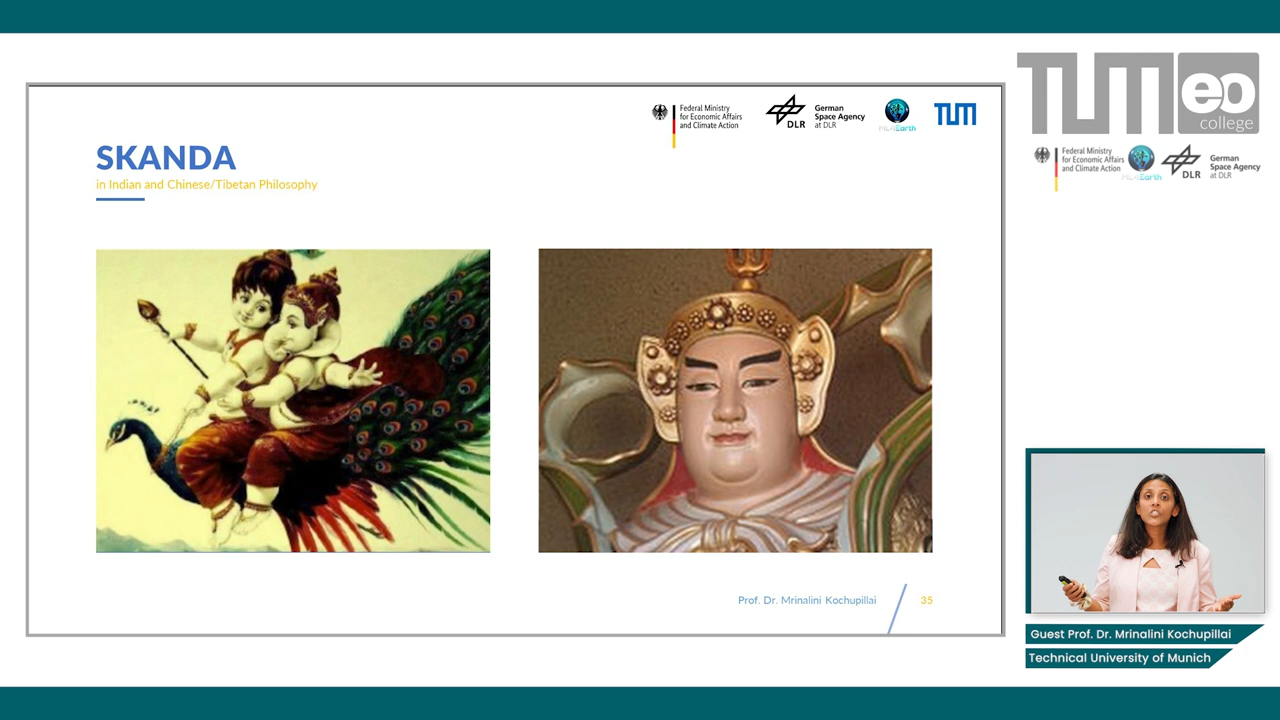 Federal Ministry
for Economic Affairs
and Climate Action
DLR
German
Space Agency
at DLR
ML4Earth
TUM
SKANDA
in Indian and Chinese/Tibetan Philosophy
Prof. Dr. Mrinalini Kochupillai
35
TUM
eo
college
Federal Ministry
for Economic Affairs
and Climate Action
ML4Earth
DLR
German
Space Agency
at DLR
Guest Prof. Dr. Mrinalini Kochupillai
Technical University of Munich